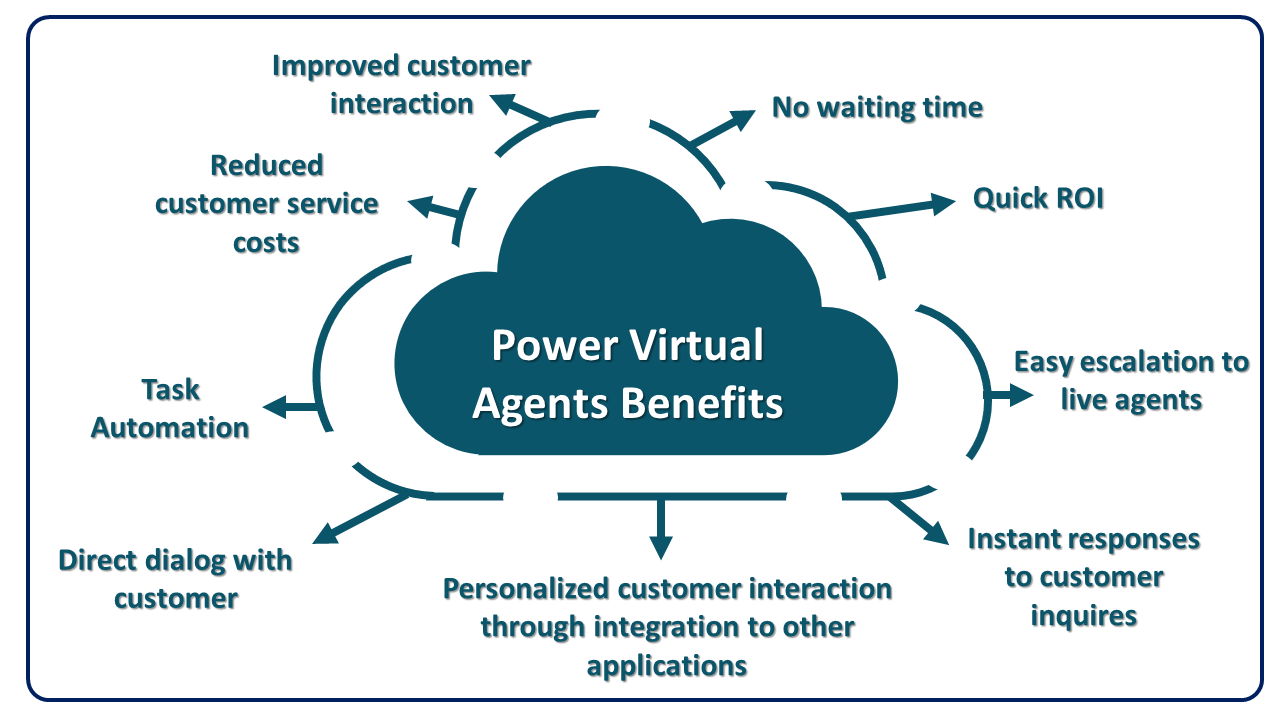 Improved customer
interaction
No waiting time
Reduced
customer service
costs
Quick ROI
Power Virtual
Agents Benefits
Easy escalation to
live agents
Task
Automation
Direct dialog with
customer
Personalized customer interaction
through integration to other
applications
Instant responses
to customer
inquires